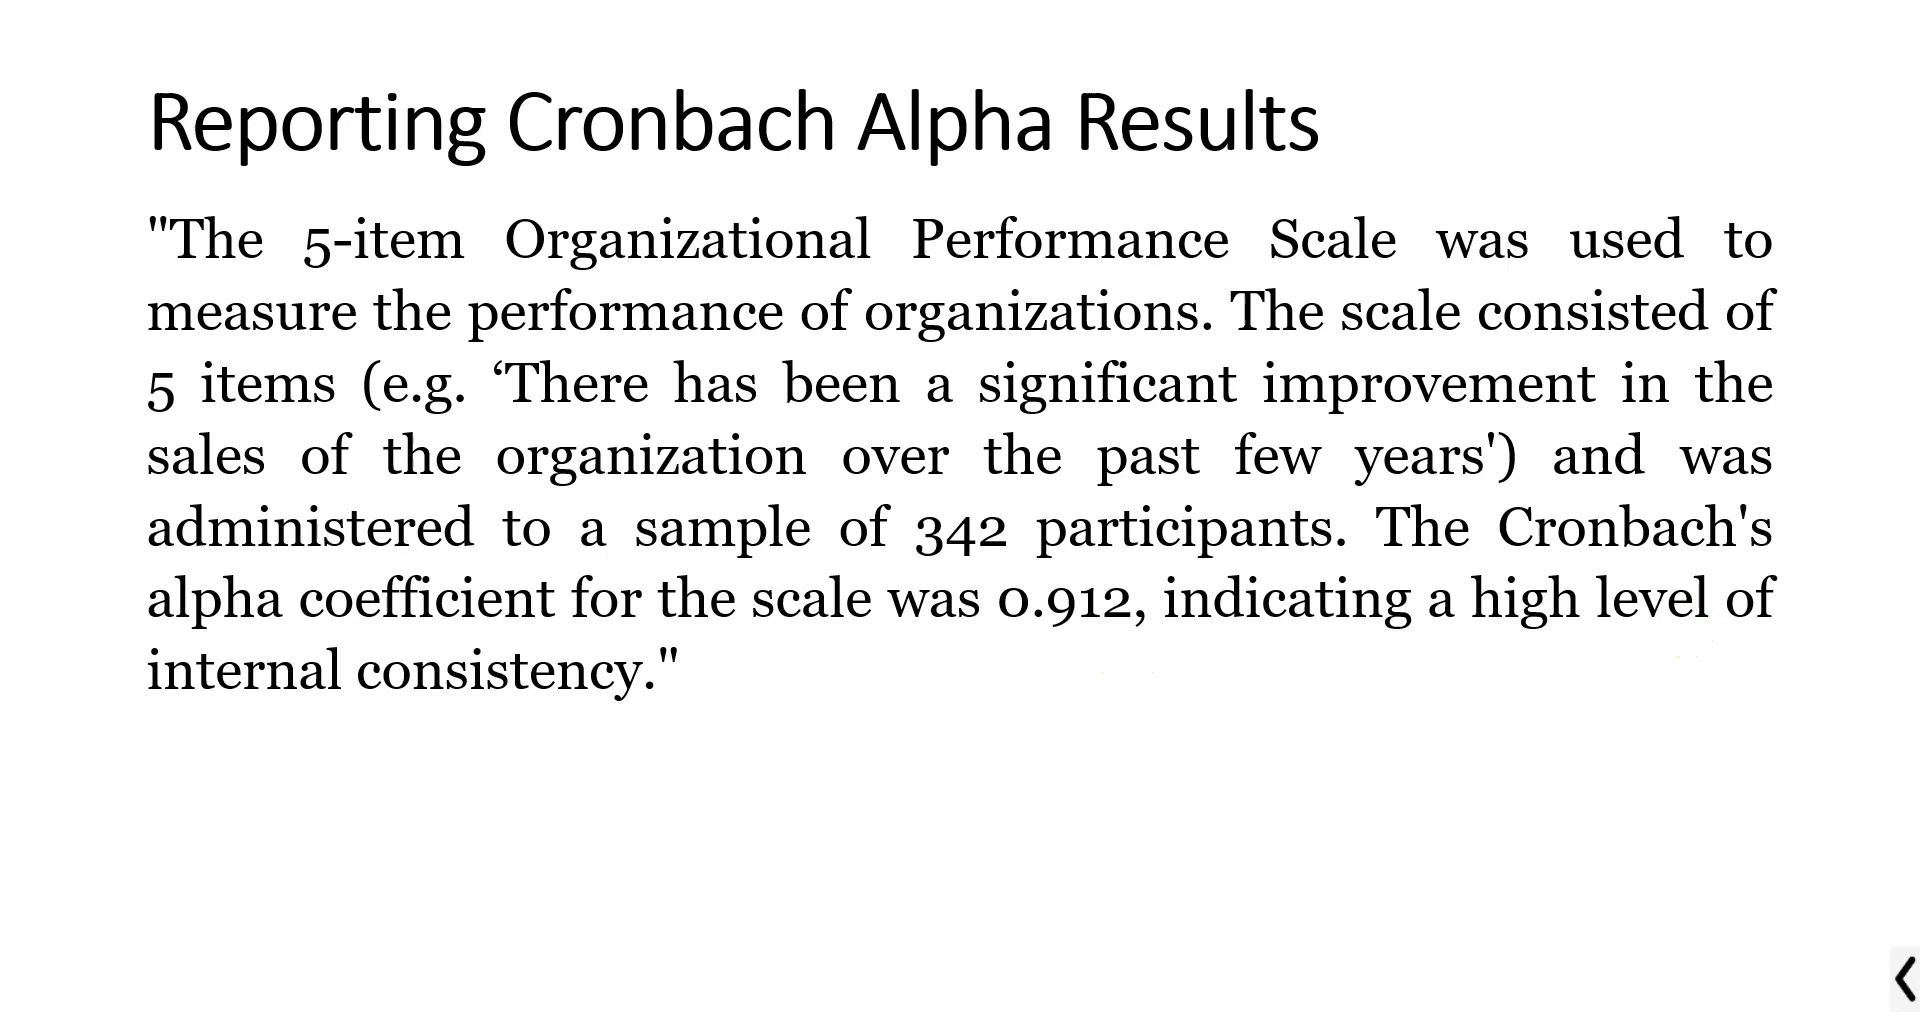 Reporting Cronbach Alpha Results
"The 5-item Organizational Performance Scale was used to
measure the performance of organizations. The scale consisted of
5 items (e.g. ‘There has been a significant improvement in the
sales of the organization over the past few years') and was
administered to a sample of 342 participants. The Cronbach's
alpha coefficient for the scale was 0.912, indicating a high level of
internal consistency."